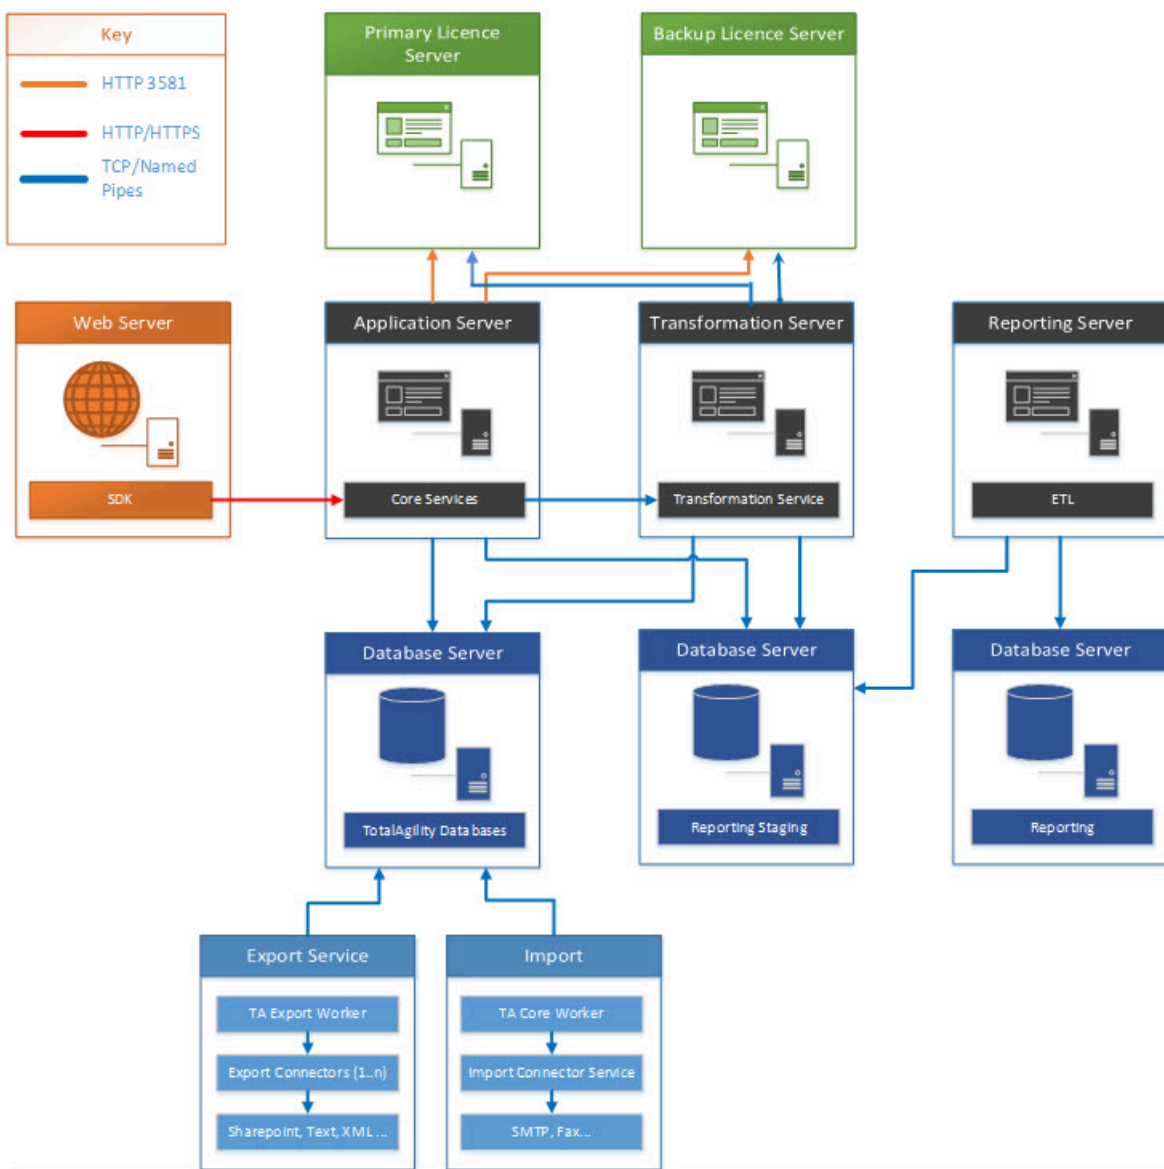 Key
HTTP 3581
HTTP/HTTPS
TCP/Named
Pipes
Primary Licence
Server
Backup Licence Server
Web Server
SDK
Application Server
Core Services
Transformation Server
Transformation Service
Reporting Server
ETL
Database Server
TotalAgility Databases
Database Server
Reporting Staging
Database Server
Reporting
Export Service
TA Export Worker
Export Connectors (1..n)
Sharepoint, Text, XML ...
Import
TA Core Worker
Import Connector Service
SMTP, Fax...